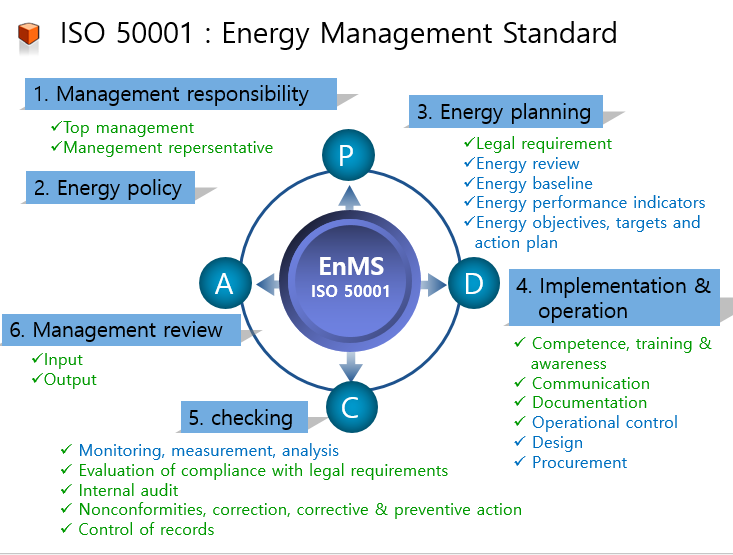 ISO 50001 : Energy Management Standard
1. Management responsibility
✓Top management
✓Manegement repersentative
2. Energy policy
3. Energy planning
✓Legal requirement
✓Energy review
✓Energy baseline
✓Energy performance indicators
✓Energy objectives, targets and
action plan
P
A
EnMS
ISO 50001
D
C
4. Implementation &
operation
✓ Competence, training &
awareness
✓ Communication
✓ Documentation
✓ Operational control
✓ Design
✓ Procurement
6. Management review
✓Input
✓Output
5. checking
✓ Monitoring, measurement, analysis
✓ Evaluation of compliance with legal requirements
✓ Internal audit
✓ Nonconformities, correction, corrective & preventive action
✓ Control of records